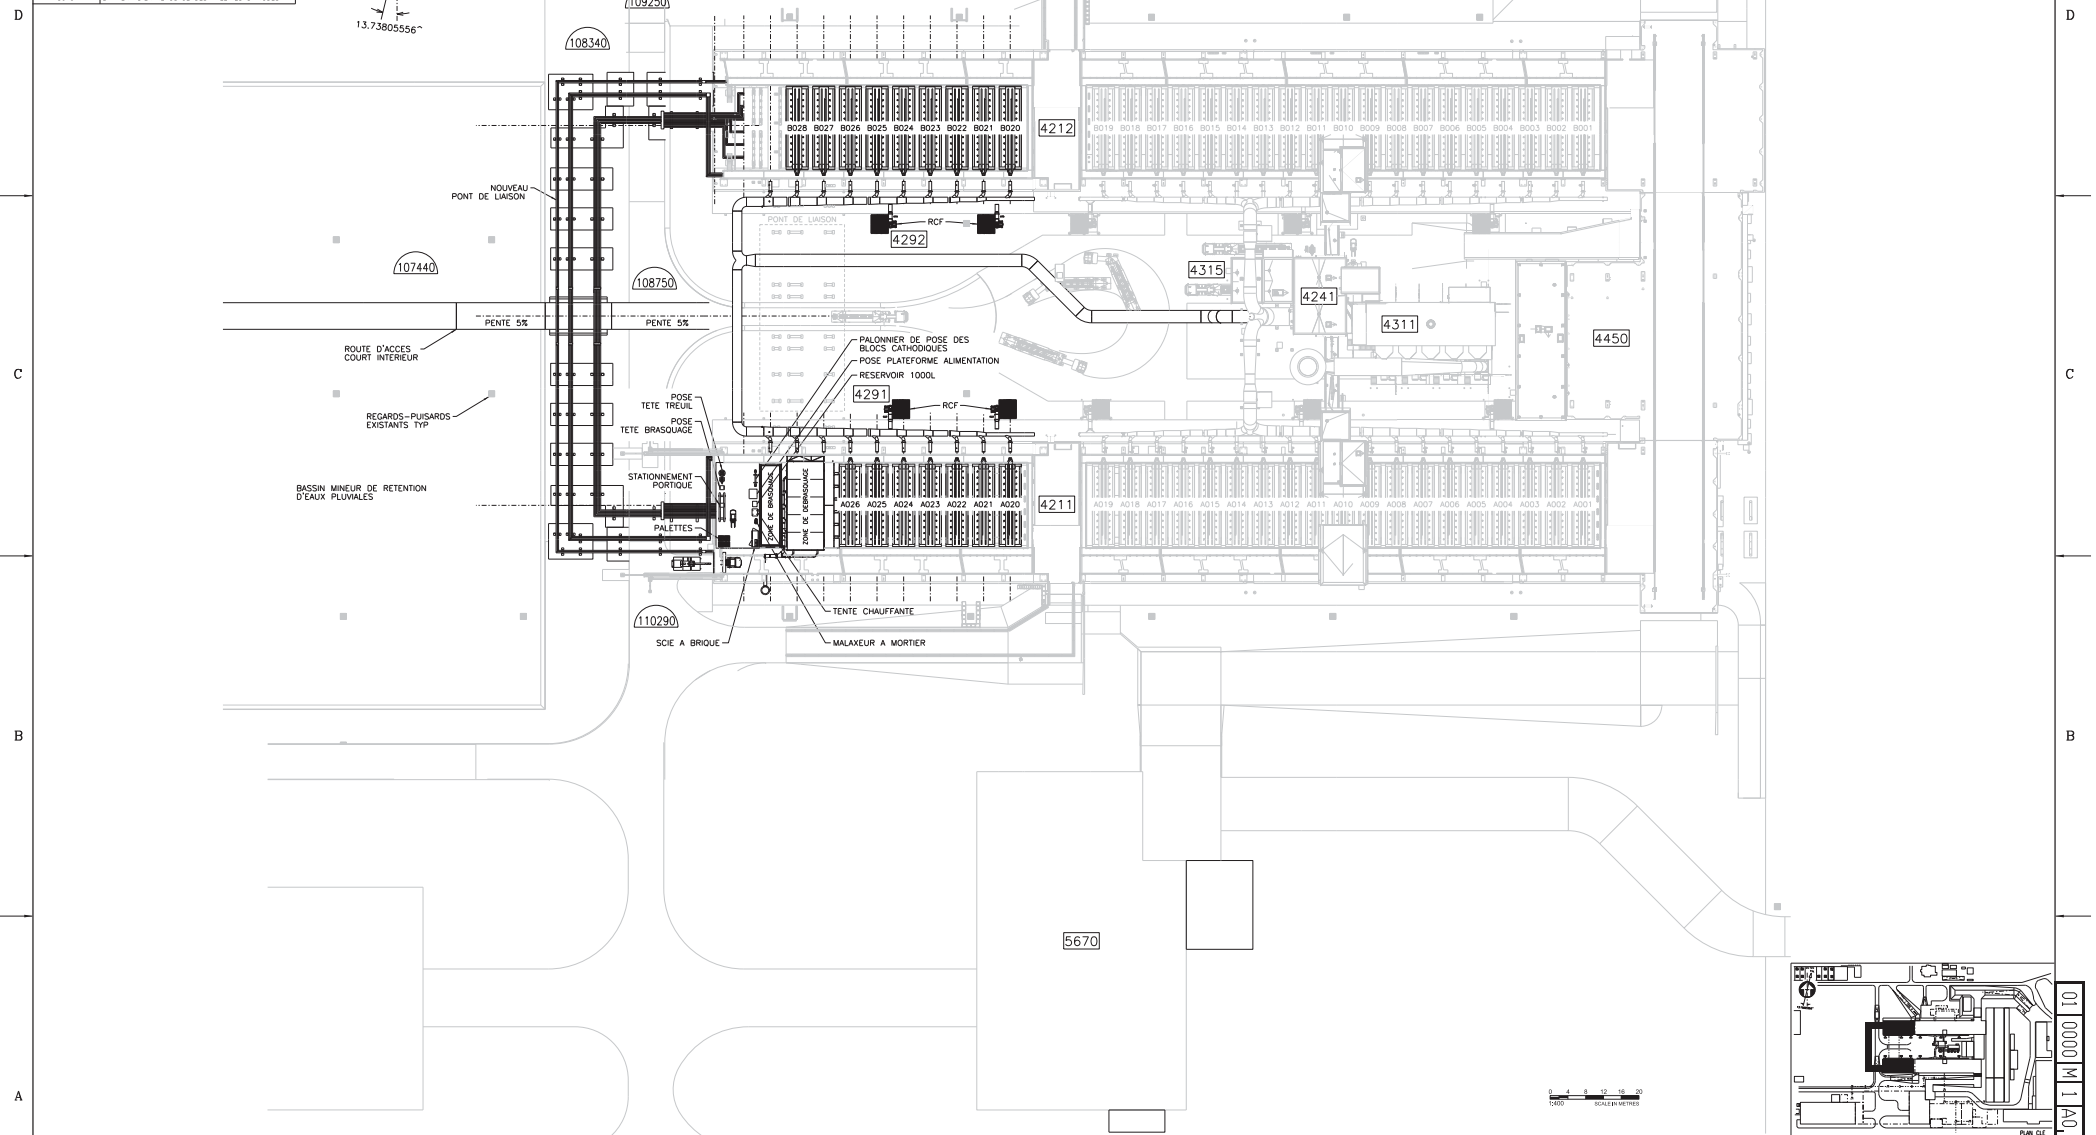 D
D
13.73805556^
109250
108340
B028 B027 B026 B025 B024 B023 B022 B021 B020
4212
B019 B018 B017 B016 B015 B014 B013 B012 B011 B010 B009 B008 B007 B006 B005 B004 B003 B002 B001
NOUVEAU
PONT DE LIAISON
PONT DE LIAISON
RCF
4292
107440
108750
4315
4241
4311
4450
PENTE 5%
PENTE 5%
ROUTE D'ACCES
COURT INTERIEUR
PALONNIER DE POSE DES
BLOCS CATHODIQUES
POSE PLATEFORME ALIMENTATION
RESERVOIR 1000L
C
C
4291
RCF
POSE
TETE TREUIL
POSE
TETE BRASQUAGE
REGARDS-PUISARDS
EXISTANTS TYP
STATIONNEMENT
PORTIQUE
BASSIN MINEUR DE RETENTION
D'EAUX PLUVIALES
PALETTES
ZONE DE BRASQUAGE
ZONE DE DEBRASQUAGE
A026 A025 A024 A023 A022 A021 A020
4211
A019 A018 A017 A016 A015 A014 A013 A012 A011 A010 A009 A008 A007 A006 A005 A004 A003 A002 A001
110290
TENTE CHAUFFANTE
SCIE A BRIQUE
MALAXEUR A MORTIER
B
B
5670
A
0 4 8 12 16 20
1:400 SCALE IN METRES
PLAN CLE
01 0000 M 1 A0